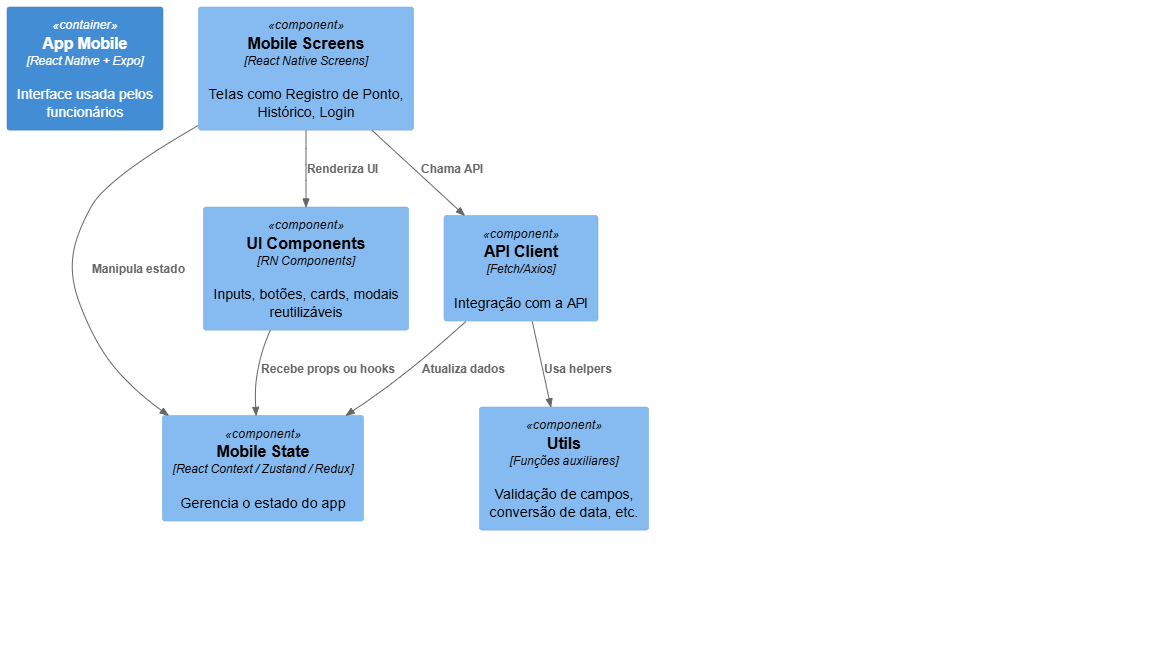 «container»
App Mobile
[React Native + Expo]
Interface usada pelos
funcionários
«component»
Mobile Screens
[React Native Screens]
Telas como Registro de Ponto,
Histórico, Login
Renderiza UI
Chama API
«component»
UI Components
[RN Components]
Inputs, botões, cards, modais
reutilizáveis
«component»
API Client
[Fetch/Axios]
Integração com a API
Manipula estado
Recebe props ou hooks
Atualiza dados
Usa helpers
«component»
Mobile State
[React Context / Zustand / Redux]
Gerencia o estado do app
«component»
Utils
[Funções auxiliares]
Validação de campos,
conversão de data, etc.